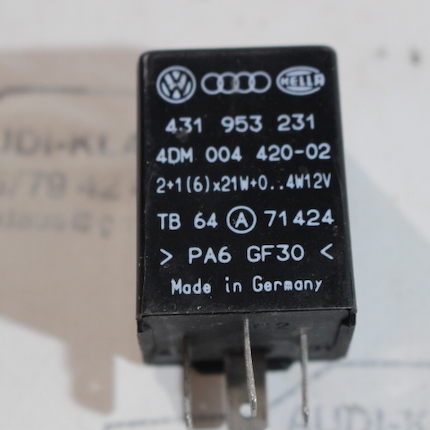 VW HELLA
431 953 231
4DM 004 420-02
2+1(6)x21W+0..4W12V
TB 64 A 71424
> PA6 GF30 <
Made in Germany